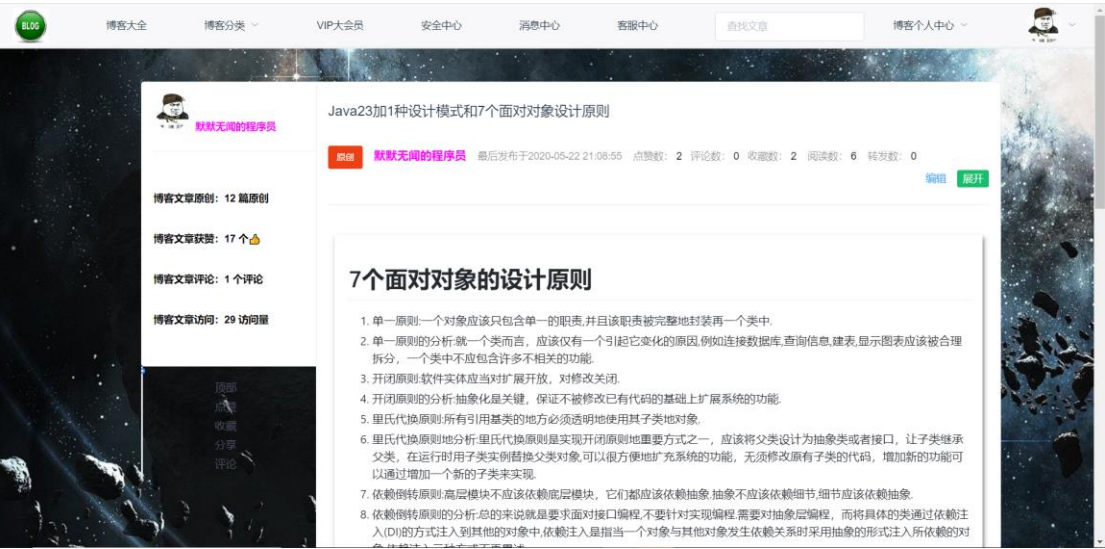 BLOG
博客大全
博客分类
VIP大会员
安全中心
消息中心
客服中心
查找文章
博客个人中心
默默无闻的程序员
博客文章原创：12 篇原创
博客文章获赞：17 个👍
博客文章评论：1 个评论
博客文章访问：29 访问量
顶部
点赞
收藏
分享
评论
Java23加1种设计模式和7个面对对象设计原则
原创 默默无闻的程序员 最后发布于2020-05-22 21:08:55 点赞数：2 评论数：0 收藏数：2 阅读数：6 转发数：0
编辑 展开
7个面对对象的设计原则
1. 单一原则:一个对象应该只包含单一的职责,并且该职责被完整地封装再一个类中.
2. 单一原则的分析:就一个类而言，应该仅有一个引起它变化的原因,例如连接数据库,查询信息,建表,显示图表应该被合理
拆分，一个类中不应包含许多不相关的功能.
3. 开闭原则:软件实体应当对扩展开放，对修改关闭.
4. 开闭原则的分析:抽象化是关键，保证不被修改已有代码的基础上扩展系统的功能.
5. 里氏代换原则:所有引用基类的地方必须透明地使用其子类地对象.
6. 里氏代换原则地分析:里氏代换原则是实现开闭原则地重要方式之一，应该将父类设计为抽象类或者接口，让子类继承
父类，在运行时用子类实例替换父类对象,可以很方便地扩充系统的功能，无须修改原有子类的代码，增加新的功能可
以通过增加一个新的子类来实现.
7. 依赖倒转原则:高层模块不应该依赖底层模块，它们都应该依赖抽象.抽象不应该依赖细节,细节应该依赖抽象.
8. 依赖倒转原则的分析:总的来说就是要求面对接口编程,不要针对实现编程.需要对抽象层编程，而将具体的类通过依赖注
入(DI)的方式注入到其他的对象中,依赖注入是指当一个对象与其他对象发生依赖关系时采用抽象的形式注入所依赖的对